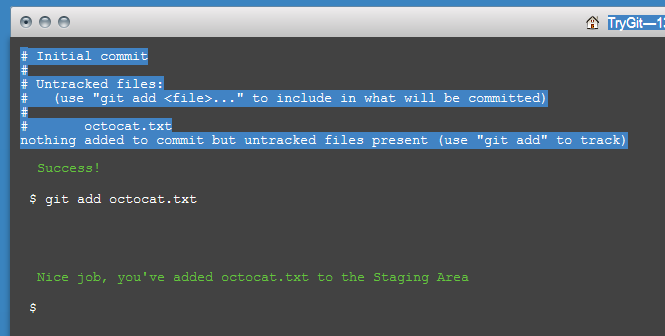 TryGit—13
# Initial commit
#
# Untracked files:
#   (use "git add <file>..." to include in what will be committed)
#
#       octocat.txt
nothing added to commit but untracked files present (use "git add" to track)
Success!
$ git add octocat.txt
Nice job, you've added octocat.txt to the Staging Area
$